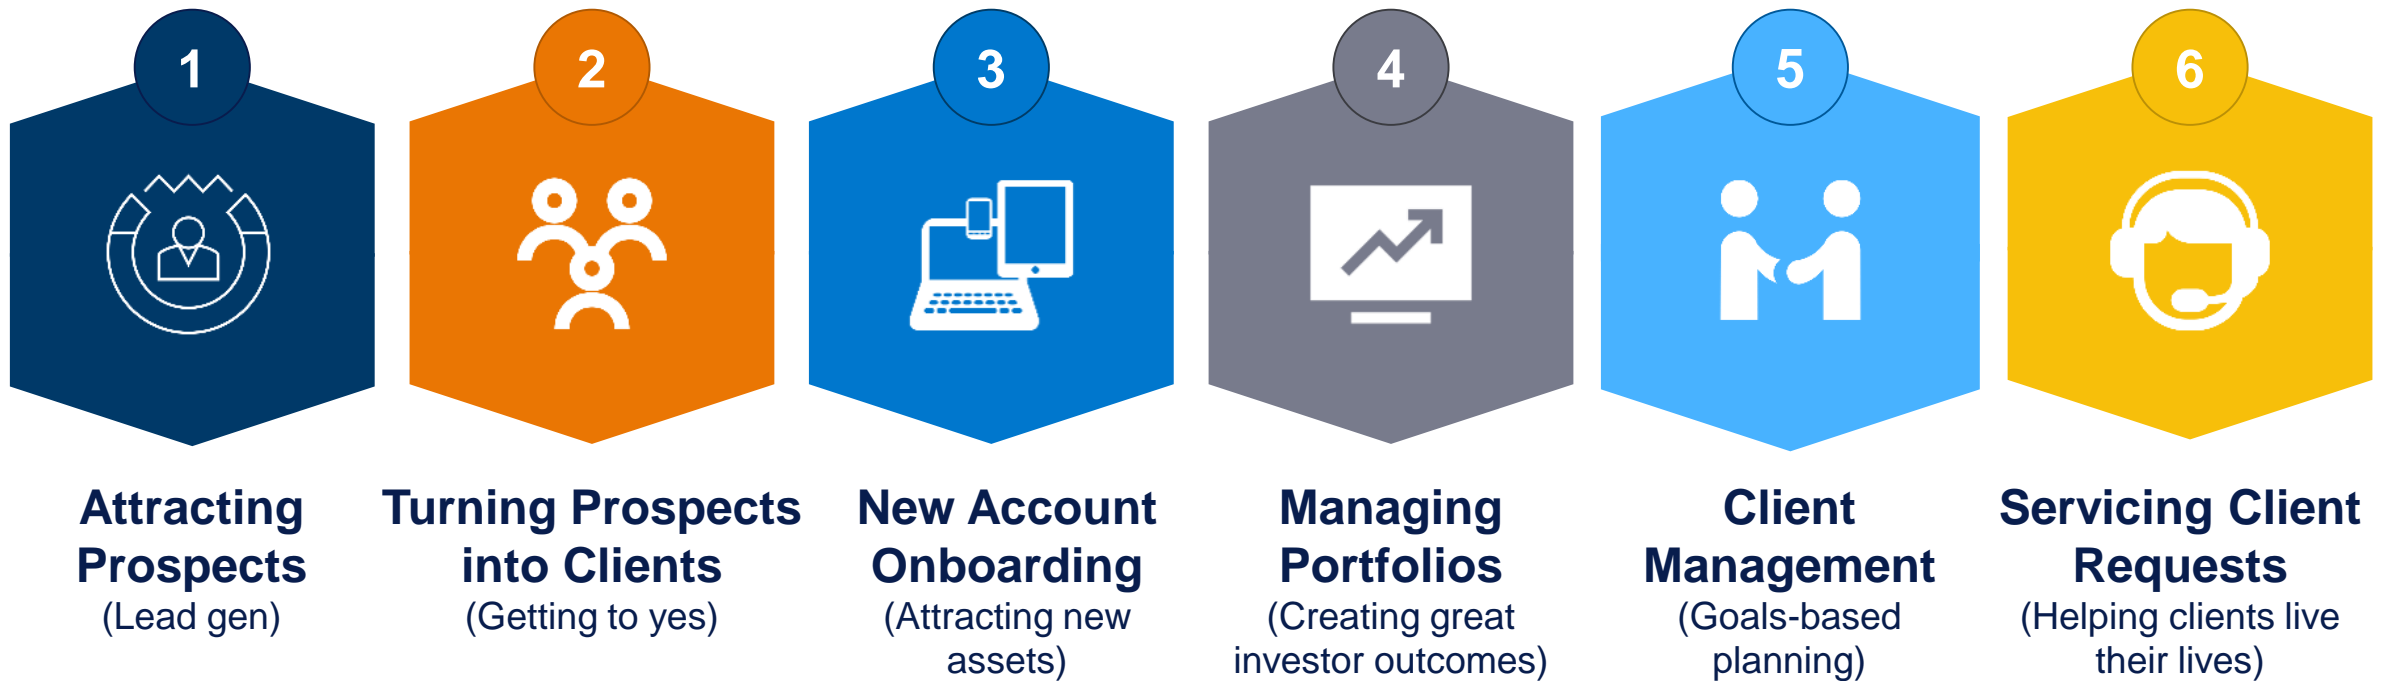 1
2
3
4
5
6
Attracting
Prospects
(Lead gen)
Turning Prospects
into Clients
(Getting to yes)
New Account
Onboarding
(Attracting new
assets)
Managing
Portfolios
(Creating great
investor outcomes)
Client
Management
(Goals-based
planning)
Servicing Client
Requests
(Helping clients live
their lives)